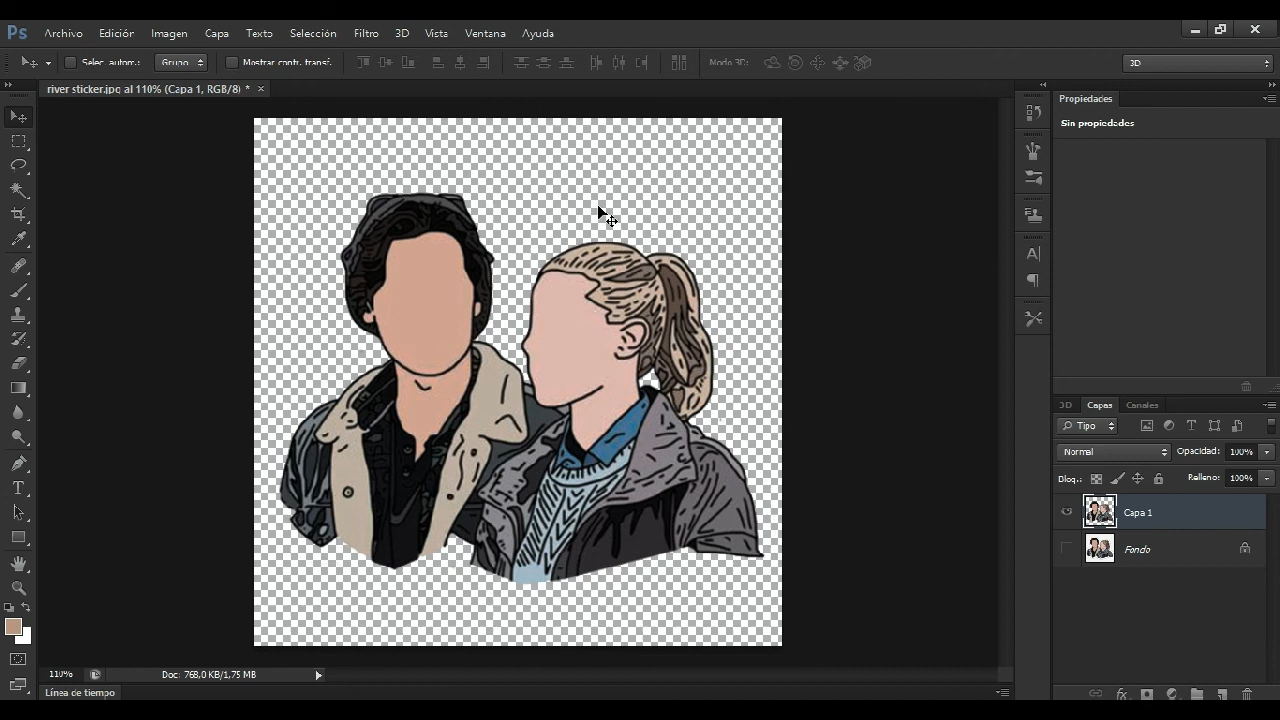 Ps Archivo Edición Imagen Capa Texto Selección Filtro 3D Vista Ventana Ayuda
Selec. autom.: Grupo Mostrar contr. transf. Modo 3D: 3D
river sticker.jpg al 110% (Capa 1, RGB/8) * ×
Propiedades
Sin propiedades
3D Capas Canales
Tipo
Normal Opacidad: 100%
Bloq.: Relleno: 100%
Capa 1
Fondo
110% Doc: 768,0 KB/1,75 MB
Línea de tiempo